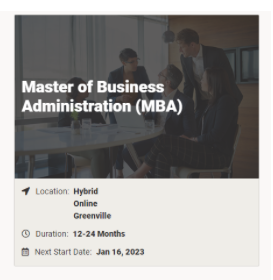 Master of Business
Administration (MBA)
Location: Hybrid
Online
Greenville
Duration: 12-24 Months
Next Start Date: Jan 16, 2023